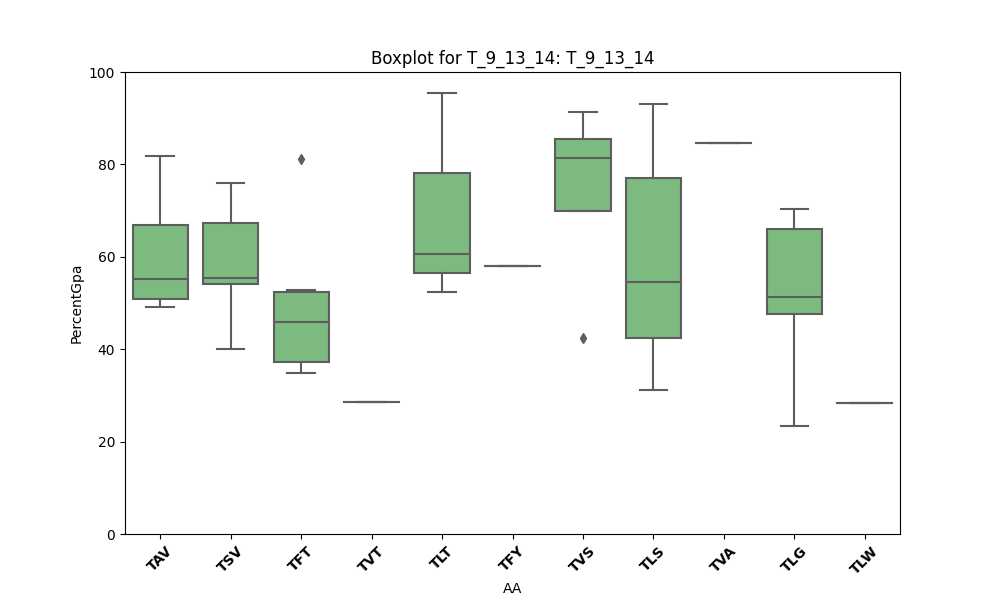 Boxplot for T_9_13_14: T_9_13_14
100
80
60
40
20
0
PercentGpa
TAV
TSV
TFT
TVT
TLT
TFY
TVS
TLS
TVA
TLG
TLW
AA